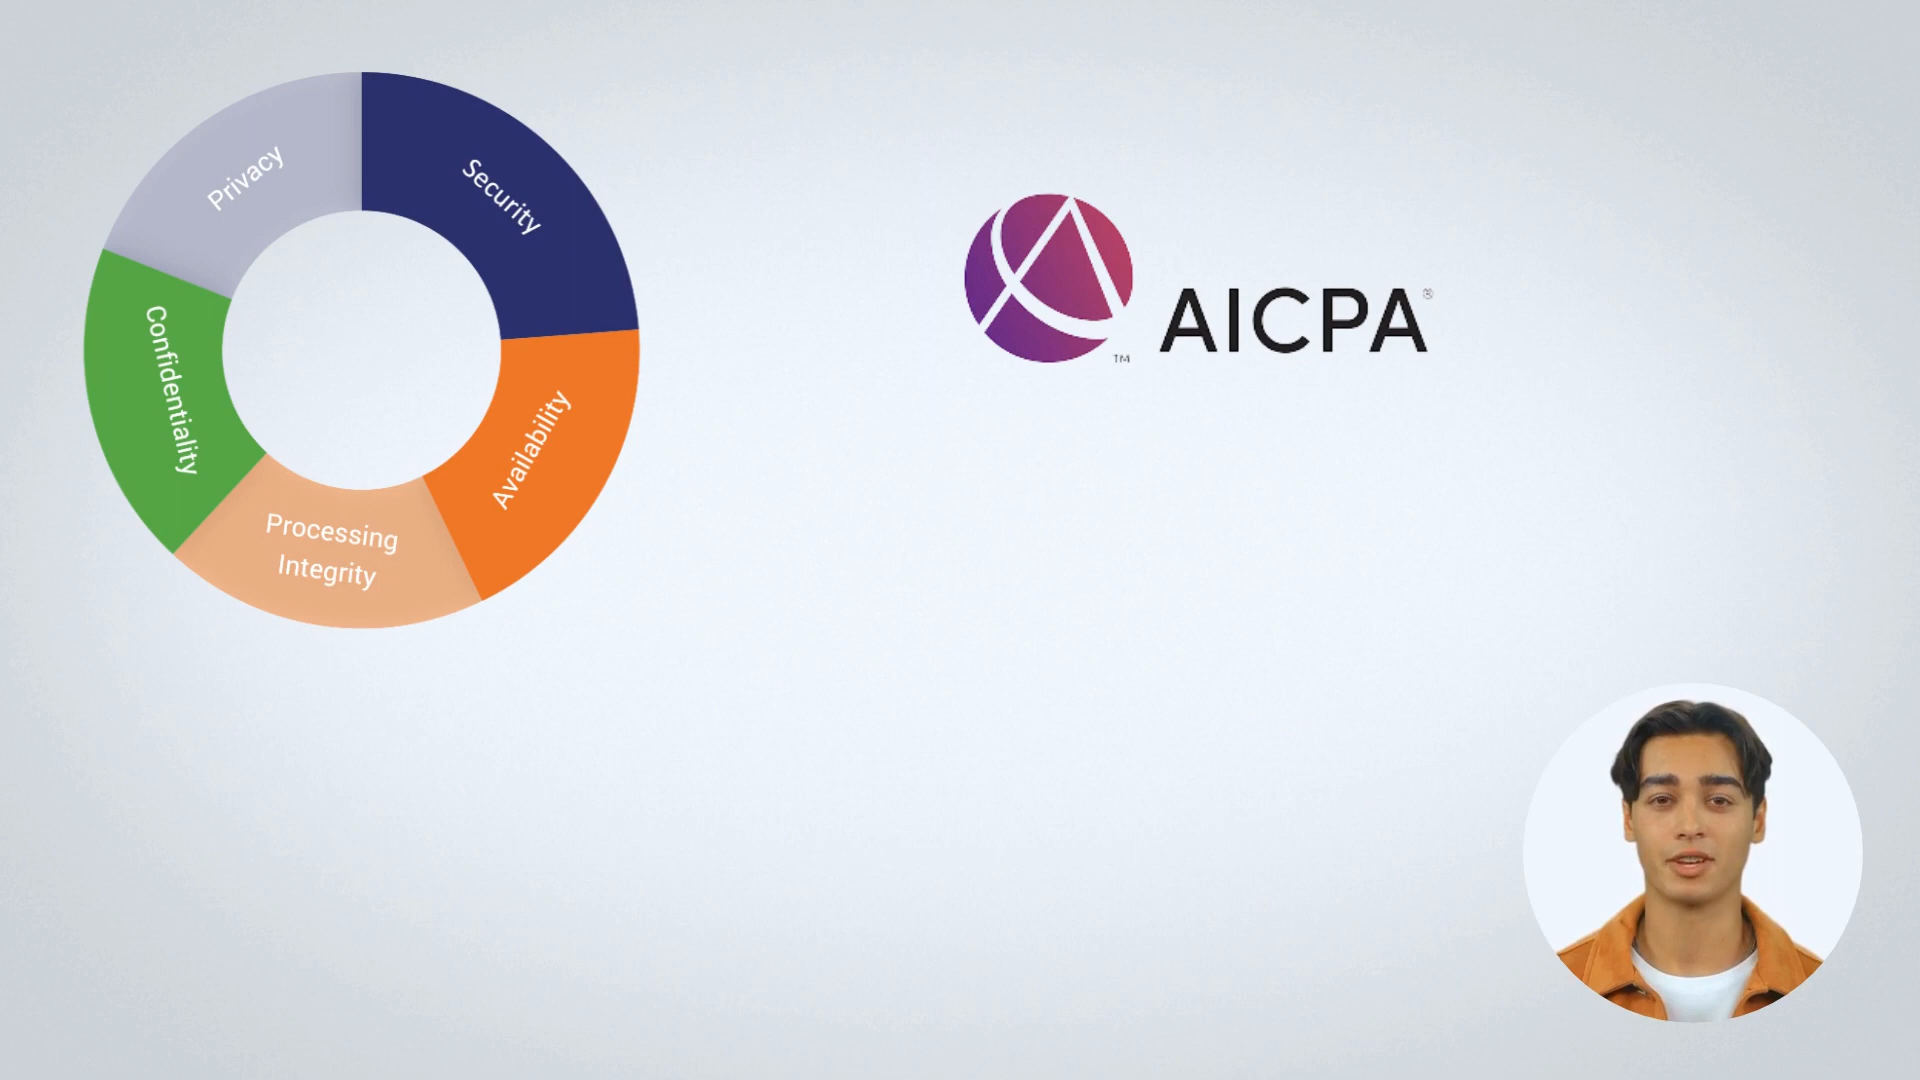 Privacy
Security
Confidentiality
Availability
Processing
Integrity
AICPA®
™